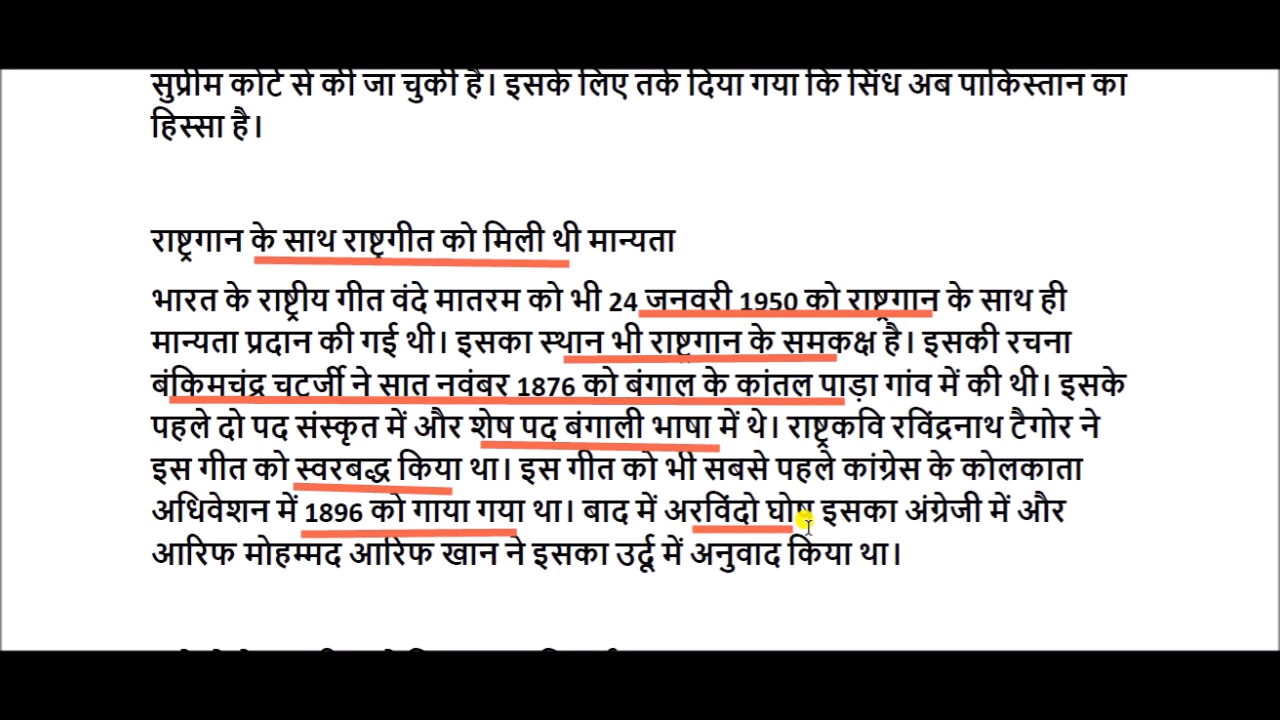 सुप्रीम कोर्ट से की जा चुकी है। इसके लिए तर्क दिया गया कि सिंध अब पाकिस्तान का
हिस्सा है।
राष्ट्रगान के साथ राष्ट्रगीत को मिली थी मान्यता
भारत के राष्ट्रीय गीत वंदे मातरम को भी 24 जनवरी 1950 को राष्ट्रगान के साथ ही
मान्यता प्रदान की गई थी। इसका स्थान भी राष्ट्रगान के समकक्ष है। इसकी रचना
बंकिमचंद्र चटर्जी ने सात नवंबर 1876 को बंगाल के कांतल पाड़ा गांव में की थी। इसके
पहले दो पद संस्कृत में और शेष पद बंगाली भाषा में थे। राष्ट्रकवि रविंद्रनाथ टैगोर ने
इस गीत को स्वरबद्ध किया था। इस गीत को भी सबसे पहले कांग्रेस के कोलकाता
अधिवेशन में 1896 को गाया गया था। बाद में अरविंदो घोष इसका अंग्रेजी में और
आरिफ मोहम्मद आरिफ खान ने इसका उर्दू में अनुवाद किया था।